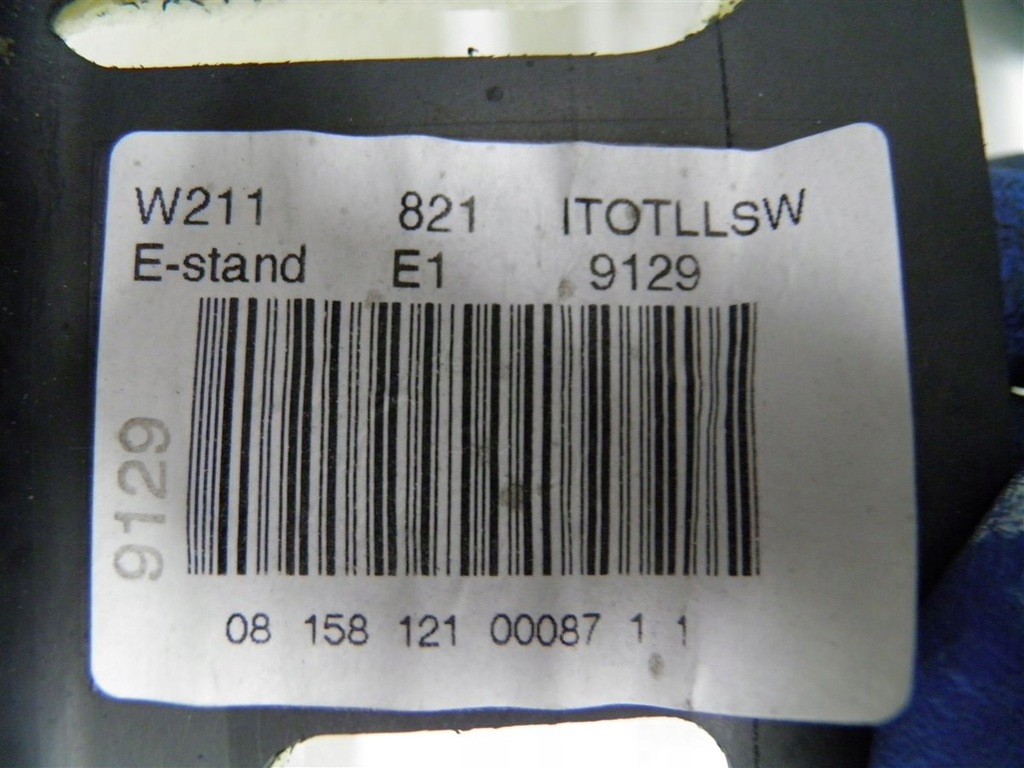 W211 821 ITOTLLSW
E-stand E1 9129
9129
08 158 121 00087 1 1